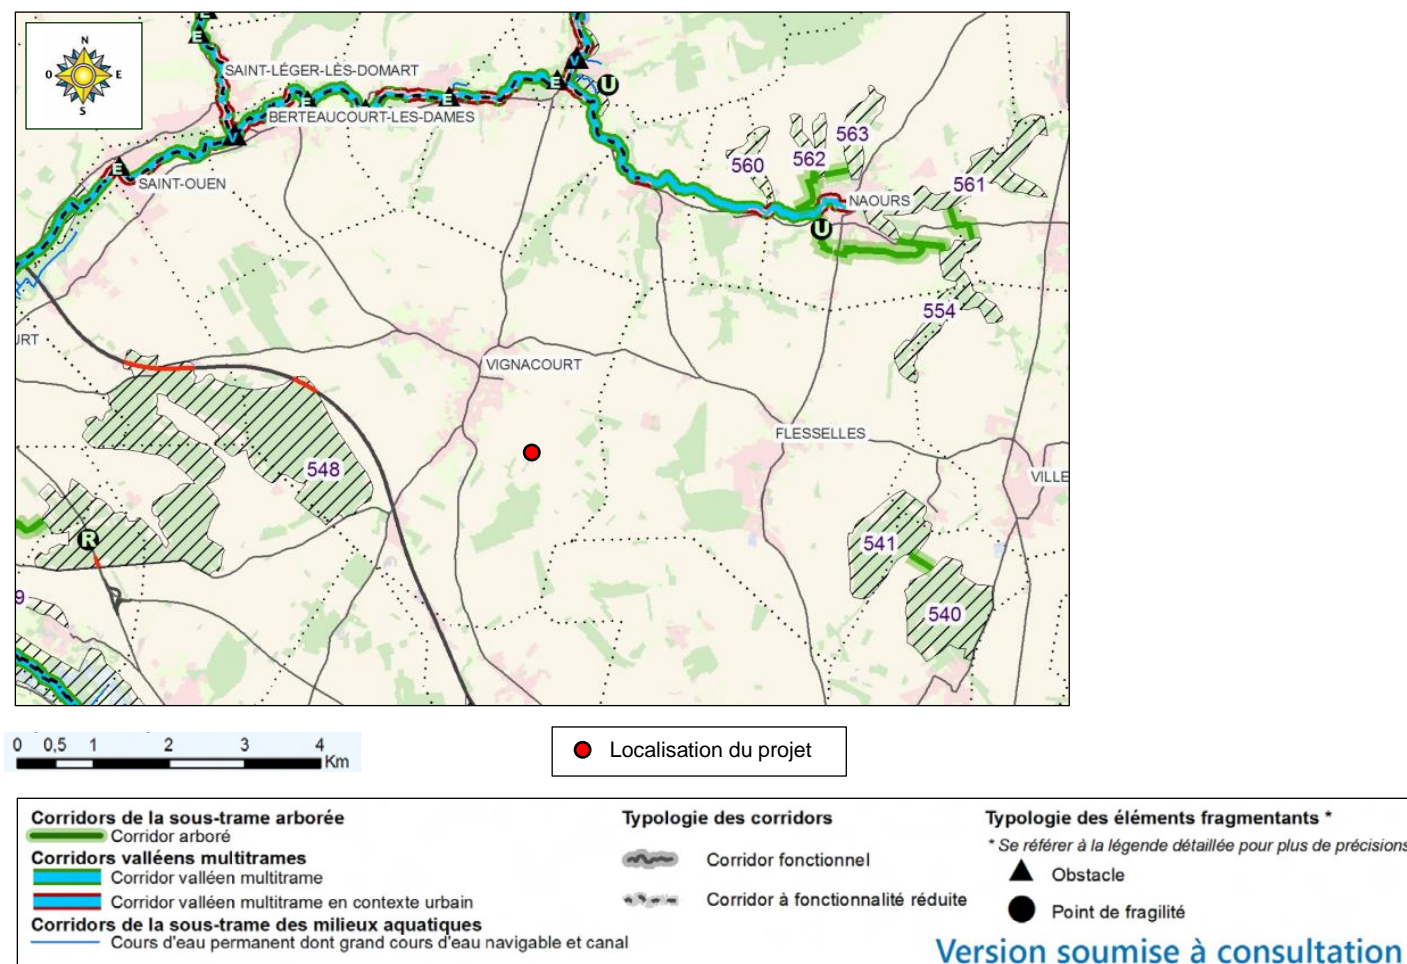 N
O
E
S
E
E
V
U
SAINT-LÉGER-LÈS-DOMART
E
E
E
BERTEAUCOURT-LES-DAMES
V
563
562
560
E
SAINT-OUEN
561
NAOURS
U
554
URT
VIGNACOURT
FLESSELLES
548
VILLE
R
541
9
540
0 0,5 1 2 3 4
Km
Localisation du projet
Corridors de la sous-trame arborée
Corridor arboré
Corridors valléens multitrames
Corridor valléen multitrame
Corridor valléen multitrame en contexte urbain
Corridors de la sous-trame des milieux aquatiques
Cours d'eau permanent dont grand cours d'eau navigable et canal
Typologie des corridors
Corridor fonctionnel
Corridor à fonctionnalité réduite
Typologie des éléments fragmentants *
* Se référer à la légende détaillée pour plus de précisions
Obstacle
Point de fragilité
Version soumise à consultation